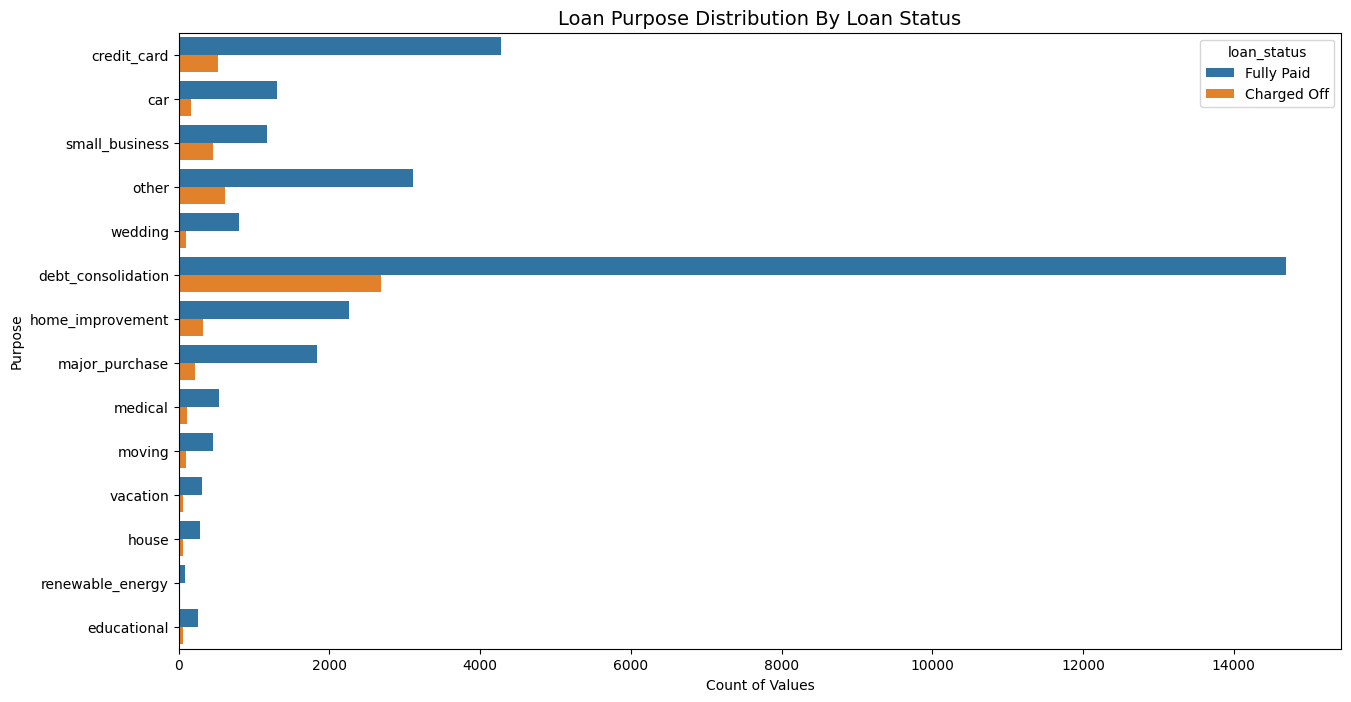 Loan Purpose Distribution By Loan Status
loan_status
Fully Paid
Charged Off
Purpose
credit_card
car
small_business
other
wedding
debt_consolidation
home_improvement
major_purchase
medical
moving
vacation
house
renewable_energy
educational
0 2000 4000 6000 8000 10000 12000 14000
Count of Values